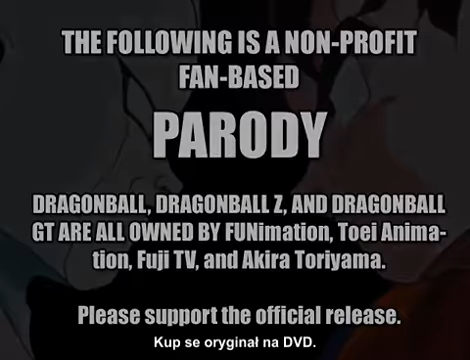 THE FOLLOWING IS A NON-PROFIT
FAN-BASED
PARODY
DRAGONBALL, DRAGONBALL Z, AND DRAGONBALL
GT ARE ALL OWNED BY FUNimation, Toei Anima-
tion, Fuji TV, and Akira Toriyama.
Please support the official release.
Kup se oryginał na DVD.